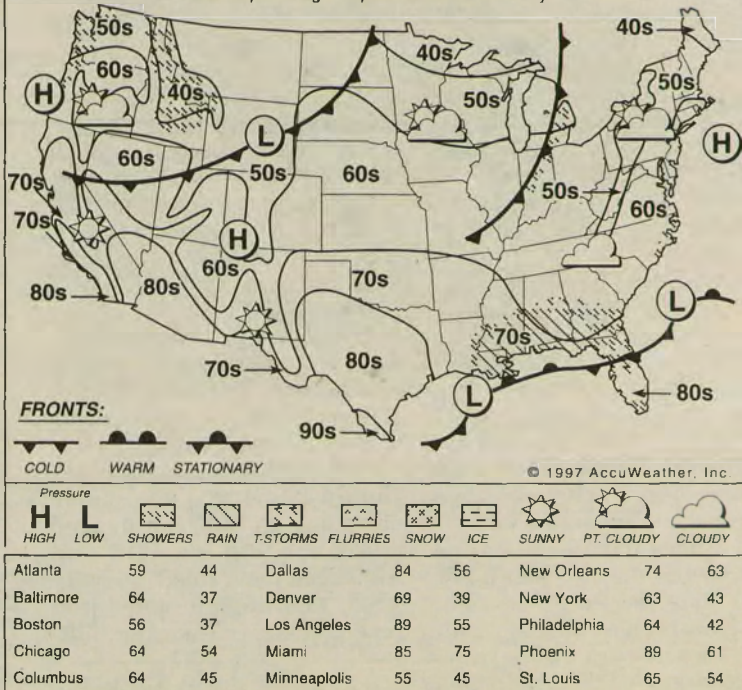 50s
40s
40s
60s
50s
50s
H
40s
L
H
60s
50s
60s
70s
50s
60s
70s
H
60s
80s
80s
70s
L
70s
70s
80s
L
80s
90s
FRONTS:
COLD WARM STATIONARY
© 1997 AccuWeather, Inc.
Pressure
H L
HIGH LOW SHOWERS RAIN T-STORMS FLURRIES SNOW ICE SUNNY PT. CLOUDY CLOUDY
Atlanta 59 44 Dallas 84 56 New Orleans 74 63
Baltimore 64 37 Denver 69 39 New York 63 43
Boston 56 37 Los Angeles 89 55 Philadelphia 64 42
Chicago 64 54 Miami 85 75 Phoenix 89 61
Columbus 64 45 Minneaplolis 55 45 St. Louis 65 54